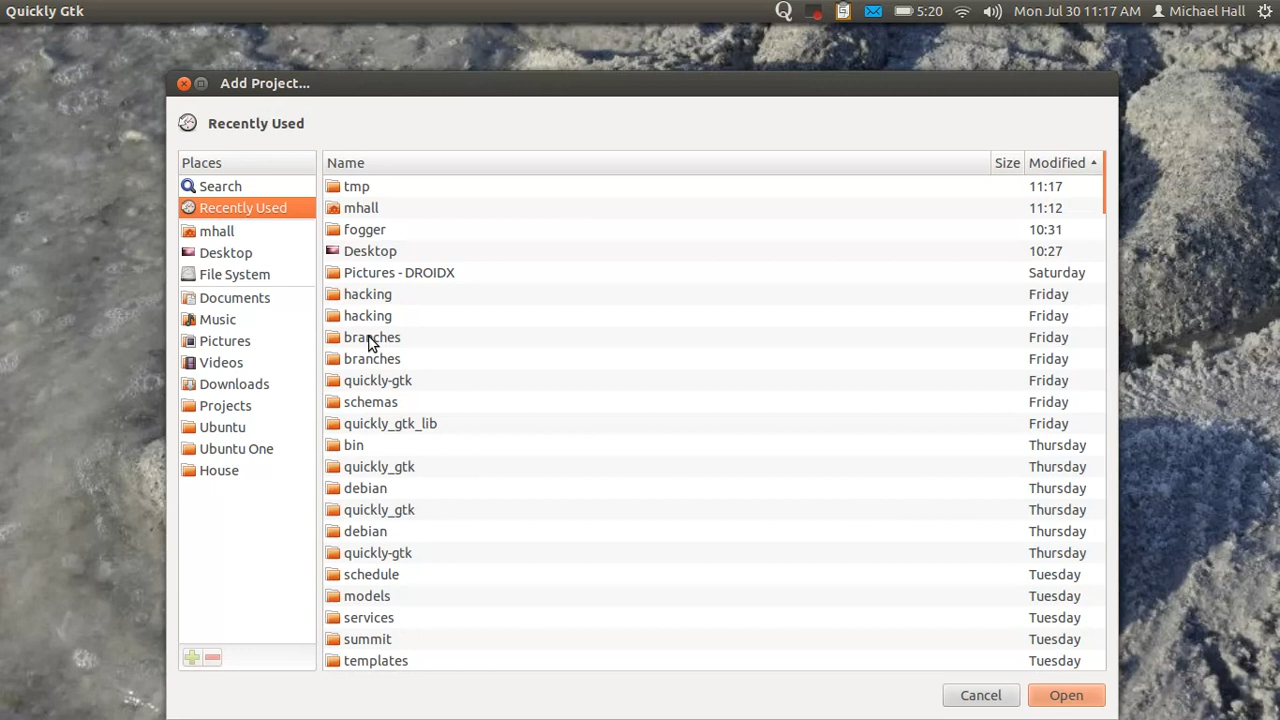 Quickly Gtk
5:20 Mon Jul 30 11:17 AM Michael Hall
Add Project...
Recently Used
Places
Search
Recently Used
mhall
Desktop
File System
Documents
Music
Pictures
Videos
Downloads
Projects
Ubuntu
Ubuntu One
House
Name Size Modified
tmp 11:17
mhall 11:12
fogger 10:31
Desktop 10:27
Pictures - DROIDX Saturday
hacking Friday
hacking Friday
branches Friday
branches Friday
quickly-gtk Friday
schemas Friday
quickly_gtk_lib Friday
bin Thursday
quickly_gtk Thursday
debian Thursday
quickly_gtk Thursday
debian Thursday
quickly-gtk Thursday
schedule Tuesday
models Tuesday
services Tuesday
summit Tuesday
templates Tuesday
Cancel Open